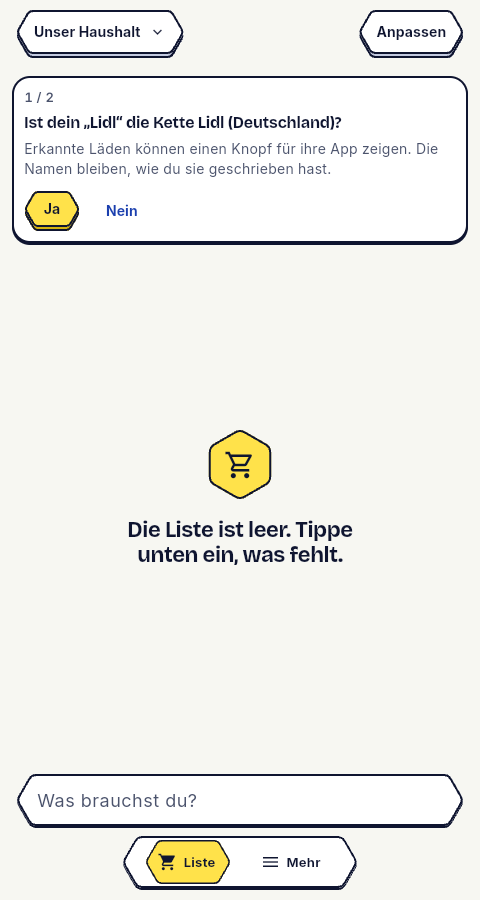 Unser Haushalt
Anpassen
1 / 2
Ist dein „Lidl“ die Kette Lidl (Deutschland)?
Erkannte Läden können einen Knopf für ihre App zeigen. Die
Namen bleiben, wie du sie geschrieben hast.
Ja
Nein
Die Liste ist leer. Tippe
unten ein, was fehlt.
Was brauchst du?
Liste
Mehr